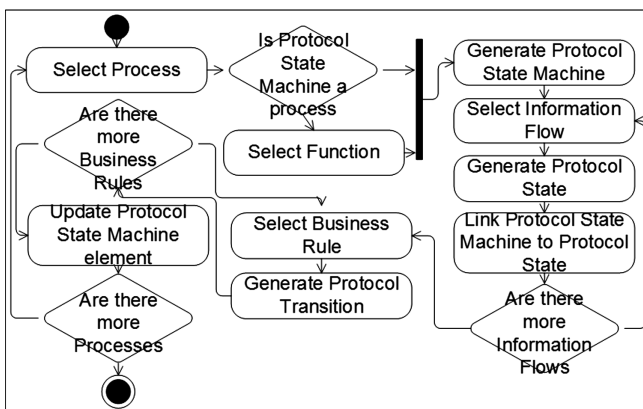 Select Process
Is Protocol
State
Machine a
process
Select Function
Generate Protocol
State Machine
Select Information
Flow
Generate Protocol
State
Link Protocol State
Machine to Protocol
State
Are there
more
Information
Flows
Select Business
Rule
Generate Protocol
Transition
Are there
more
Business
Rules
Update Protocol
State Machine
element
Are there
more
Processes